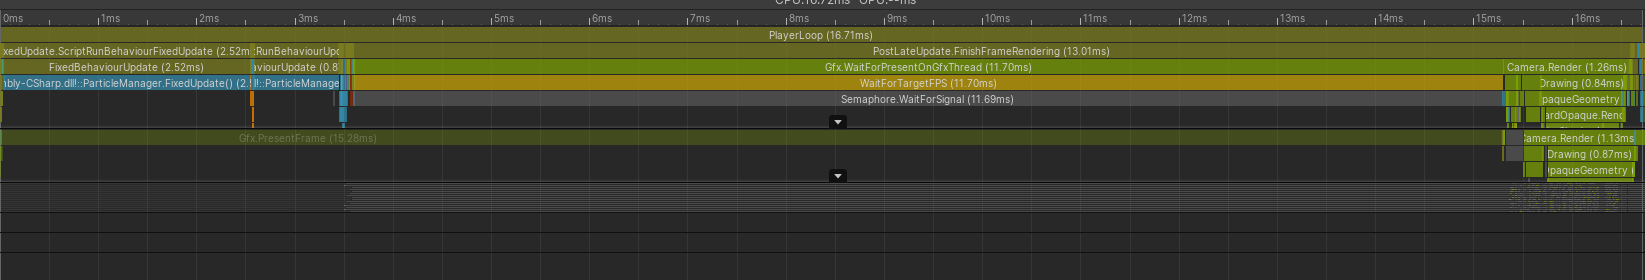 CPU:16.72ms GPU:--ms
0ms 1ms 2ms 3ms 4ms 5ms 6ms 7ms 8ms 9ms 10ms 11ms 12ms 13ms 14ms 15ms 16ms
PlayerLoop (16.71ms)
xedUpdate.ScriptRunBehaviourFixedUpdate (2.52m :RunBehaviourUpd PostLateUpdate.FinishFrameRendering (13.01ms)
FixedBehaviourUpdate (2.52ms) aviourUpdate (0.8 Gfx.WaitForPresentOnGfxThread (11.70ms) Camera.Render (1.26ms)
nbly-CSharp.dll!::ParticleManager.FixedUpdate() (2. ll!::ParticleManage WaitForTargetFPS (11.70ms) Drawing (0.84ms)
Semaphore.WaitForSignal (11.69ms) paqueGeometry
ardOpaque.Rend
Gfx.PresentFrame (15.28ms) Camera.Render (1.13ms
Drawing (0.87ms)
paqueGeometry (